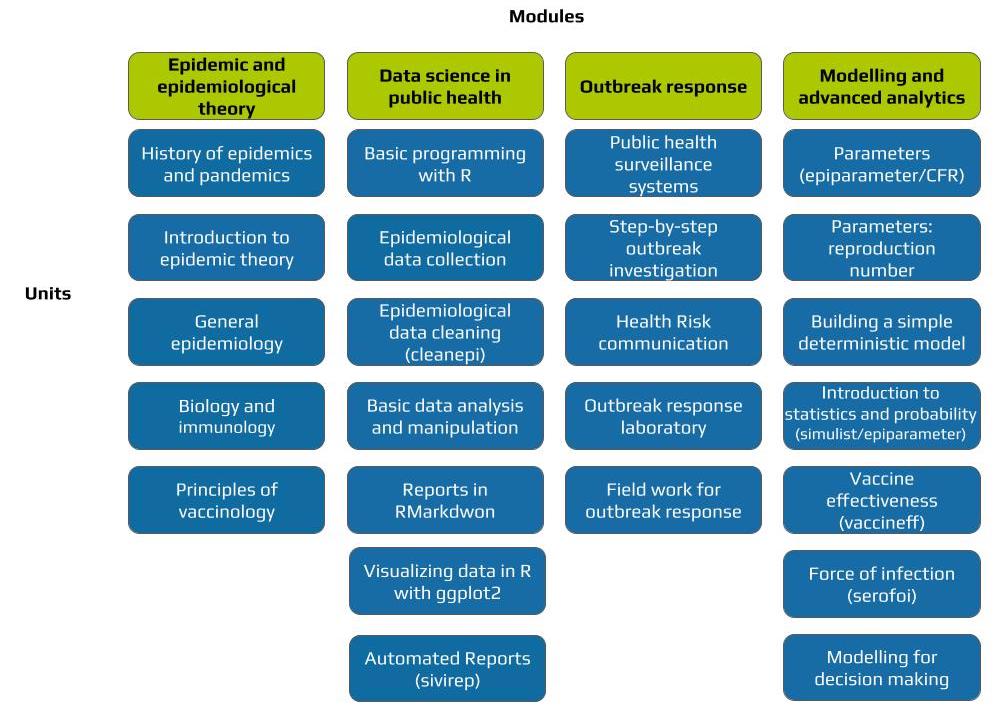 Modules
Epidemic and
epidemiological
theory
Data science in
public health
Outbreak response
Modelling and
advanced analytics
Units
History of epidemics
and pandemics
Basic programming
with R
Public health
surveillance
systems
Parameters
(epiparameter/CFR)
Introduction to
epidemic theory
Epidemiological
data collection
Step-by-step
outbreak
investigation
Parameters:
reproduction
number
General
epidemiology
Epidemiological
data cleaning
(cleanepi)
Health Risk
communication
Building a simple
deterministic model
Biology and
immunology
Basic data analysis
and manipulation
Outbreak response
laboratory
Introduction to
statistics and probability
(simulist/epiparameter)
Principles of
vaccinology
Reports in
RMarkdwon
Field work for
outbreak response
Vaccine
effectiveness
(vaccineff)
Visualizing data in R
with ggplot2
Force of infection
(serofoi)
Automated Reports
(sivirep)
Modelling for
decision making